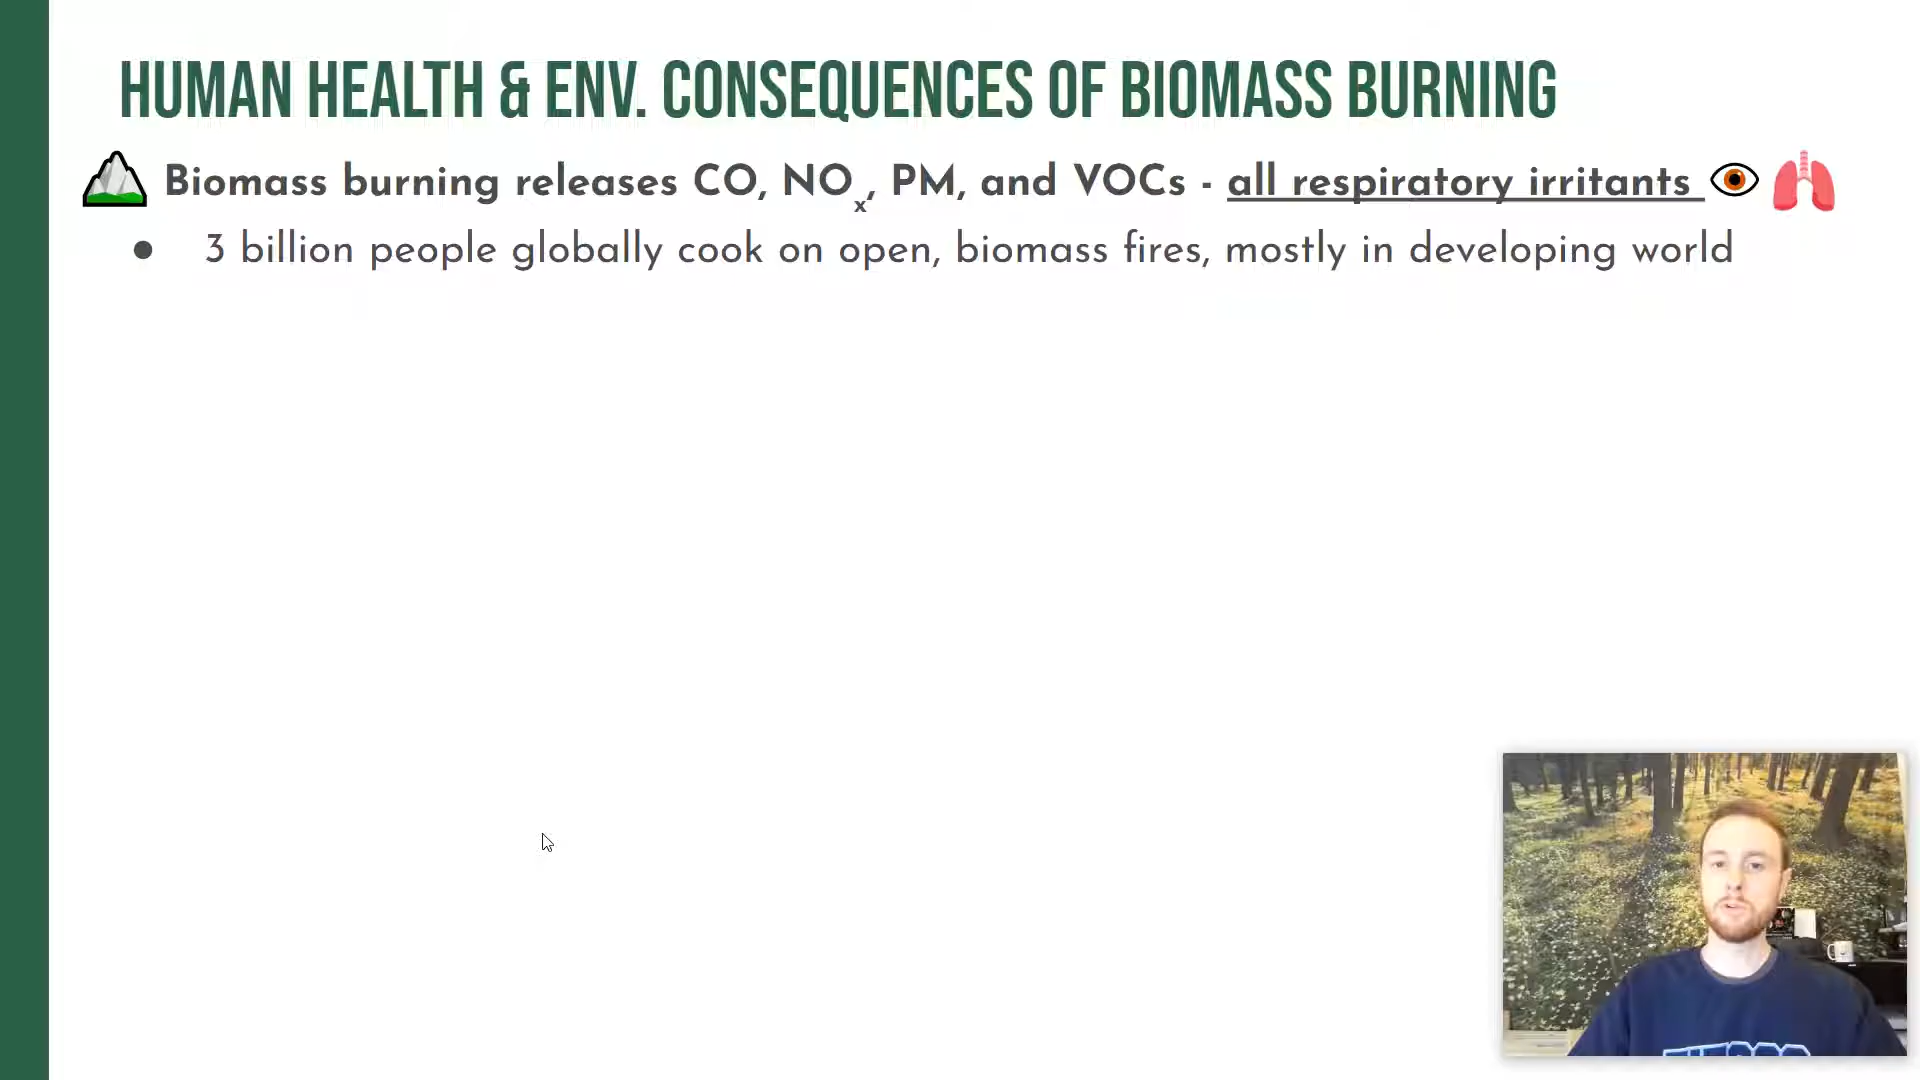 HUMAN HEALTH & ENV. CONSEQUENCES OF BIOMASS BURNING
Biomass burning releases CO, NOx, PM, and VOCs - all respiratory irritants
● 3 billion people globally cook on open, biomass fires, mostly in developing world